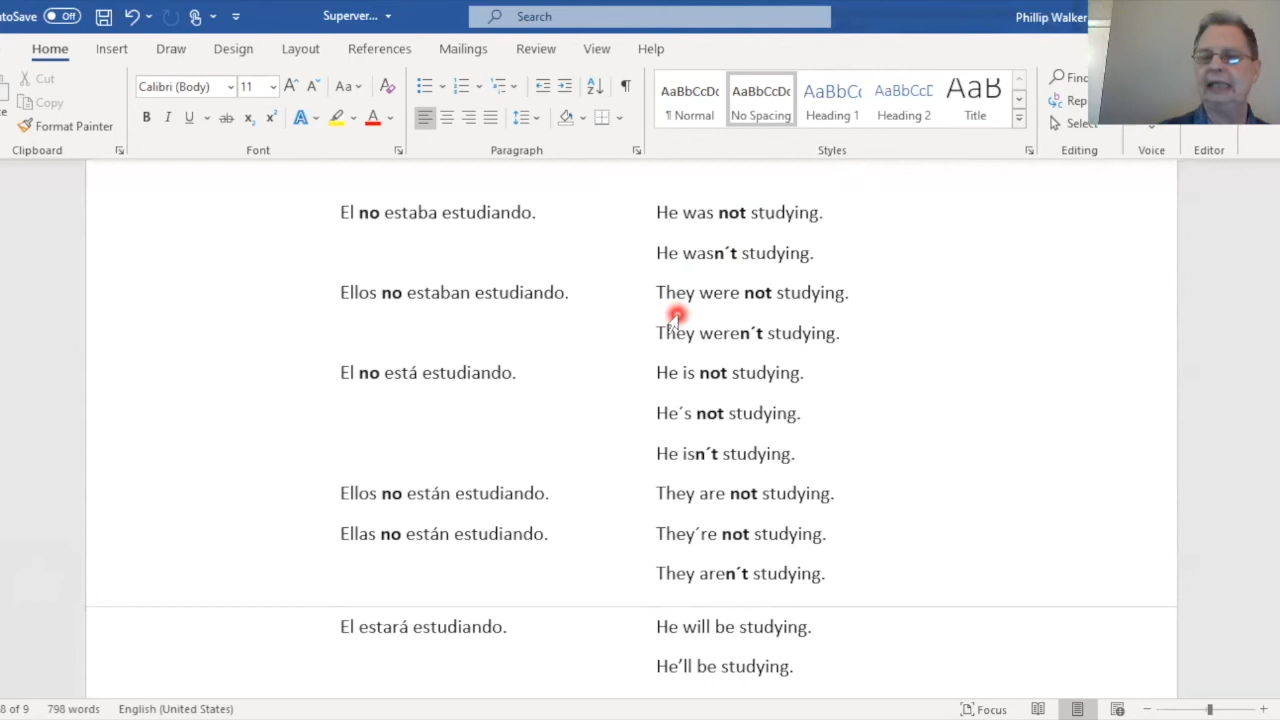 utoSave Off Superver... Search Phillip Walker
Home Insert Draw Design Layout References Mailings Review View Help
Cut
Copy
Format Painter
Calibri (Body) 11
AaBbCcDc AaBbCcDc AaBbCc AaBbCcD AaB
¶ Normal No Spacing Heading 1 Heading 2 Title
Select
Clipboard Font Paragraph Styles Editing Voice Editor
El no estaba estudiando. He was not studying.
He wasn´t studying.
Ellos no estaban estudiando. They were not studying.
They weren´t studying.
El no está estudiando. He is not studying.
He´s not studying.
He isn´t studying.
Ellos no están estudiando. They are not studying.
Ellas no están estudiando. They´re not studying.
They aren´t studying.
El estará estudiando. He will be studying.
He’ll be studying.
8 of 9 798 words English (United States) Focus